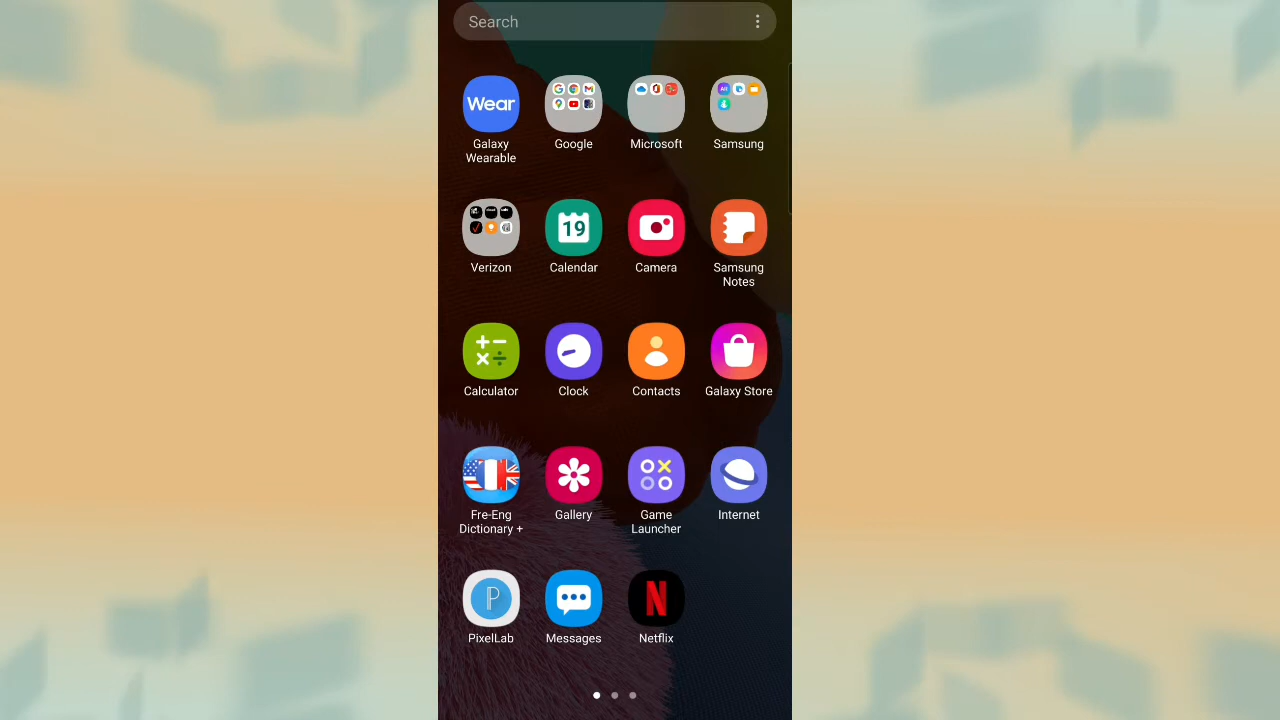 Search
Wear
Galaxy
Wearable
Google
Microsoft
Samsung
Verizon
19
Calendar
Camera
Samsung
Notes
Calculator
Clock
Contacts
Galaxy Store
Fre-Eng
Dictionary +
Gallery
Game
Launcher
Internet
P
PixelLab
Messages
N
Netflix